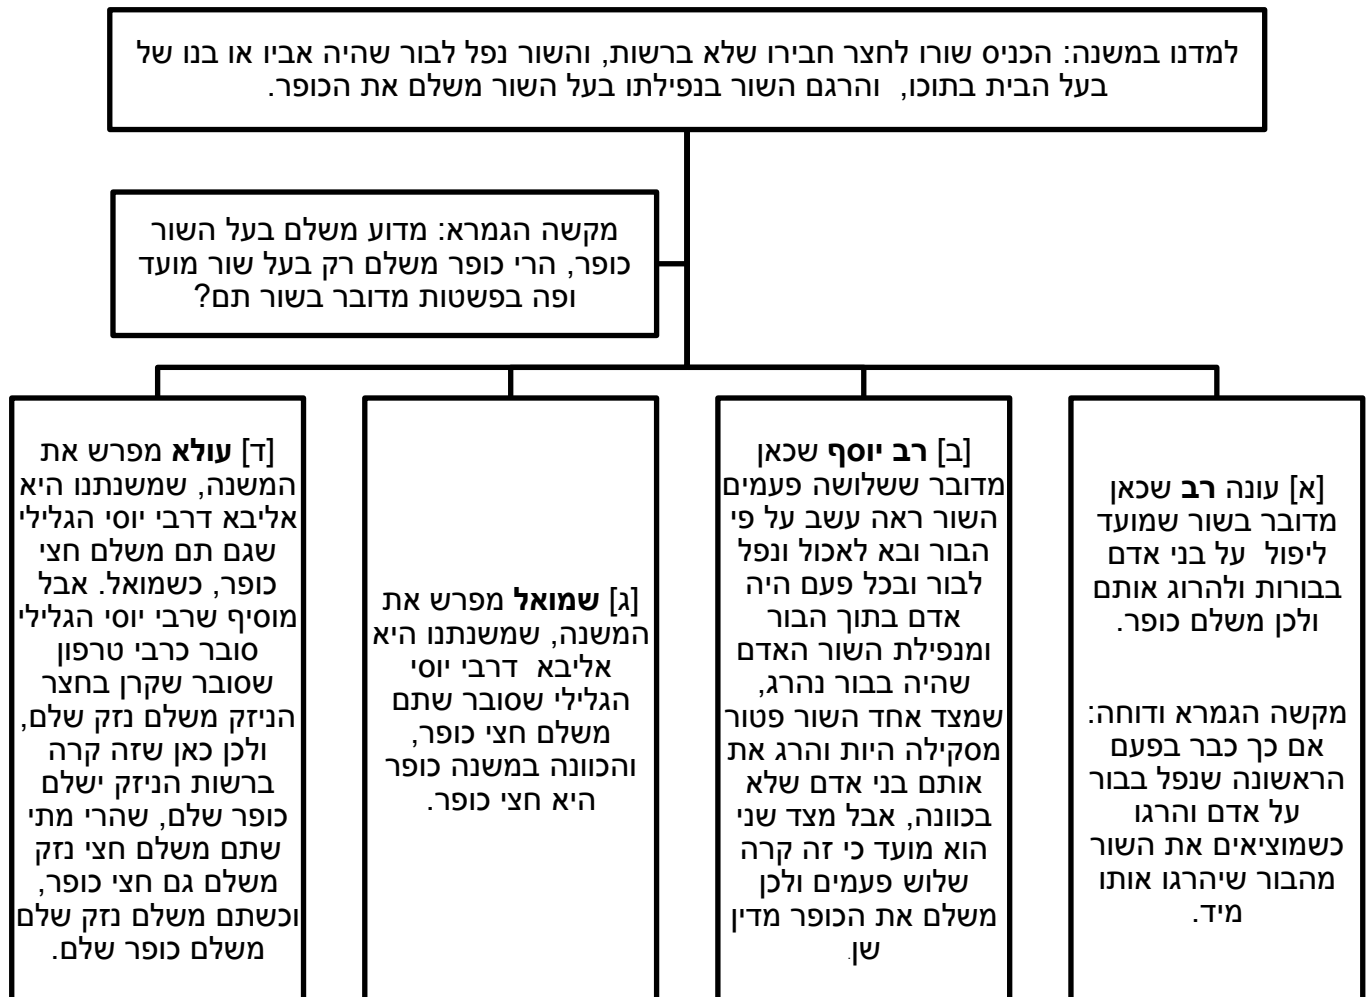 למדנו במשנה: הכניס שורו לחצר חבירו שלא ברשות, והשור נפל לבור שהיה אביו או בנו של
בעל הבית בתוכו, והרגם השור בנפילתו בעל השור משלם את הכופר.
מקשה הגמרא: מדוע משלם בעל השור
כופר, הרי כופר משלם רק בעל שור מועד
ופה בפשטות מדובר בשור תם?
[א] עונה רב שכאן
מדובר בשור שמועד
ליפול על בני אדם
בבורות ולהרוג אותם
ולכן משלם כופר.
מקשה הגמרא ודוחה:
אם כך כבר בפעם
הראשונה שנפל בבור
על אדם והרגו
כשמוציאים את השור
מהבור שיהרגו אותו
מיד.
[ב] רב יוסף שכאן
מדובר ששלושה פעמים
השור ראה עשב על פי
הבור ובא לאכול ונפל
לבור ובכל פעם היה
אדם בתוך הבור
ומנפילת השור האדם
שהיה בבור נהרג,
שמצד אחד השור פטור
מסקילה היות והרג את
אותם בני אדם שלא
בכוונה, אבל מצד שני
הוא מועד כי זה קרה
שלוש פעמים ולכן
משלם את הכופר מדין
שן.
[ג] שמואל מפרש את
המשנה, שמשנתנו היא
אליבא דרבי יוסי
הגלילי שסובר שתם
משלם חצי כופר,
והכוונה במשנה כופר
היא חצי כופר.
[ד] עולא מפרש את
המשנה, שמשנתנו היא
אליבא דרבי יוסי הגלילי
שגם תם משלם חצי
כופר, כשמואל. אבל
מוסיף שרבי יוסי הגלילי
סובר כרבי טרפון
שסובר שקרן בחצר
הניזק משלם נזק שלם,
ולכן כאן שזה קרה
ברשות הניזק ישלם
כופר שלם, שהרי מתי
שתם משלם חצי נזק
משלם גם חצי כופר,
וכשתם משלם נזק שלם
משלם כופר שלם.